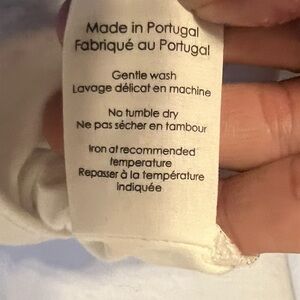 Made in Portugal
Fabriqué au Portugal
Gentle wash
Lavage délicat en machine
No tumble dry
Ne pas sécher en tambour
Iron at recommended
temperature
Repasser à la température
indiquée